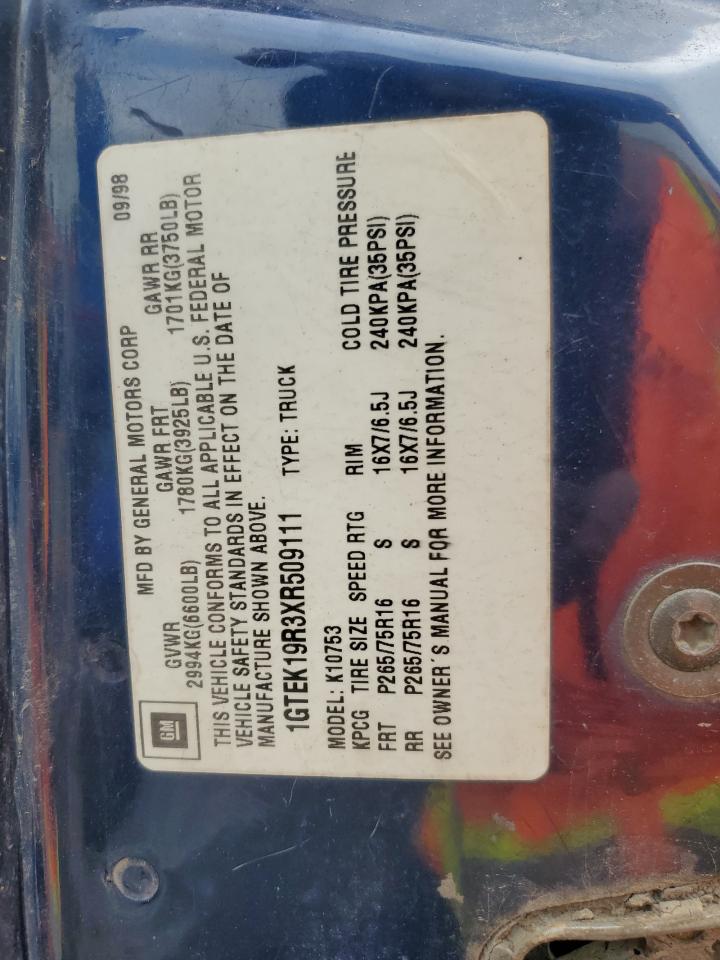 GM
MFD BY GENERAL MOTORS CORP 09/98
GVWR GAWR FRT GAWR RR
2994KG(6600LB) 1780KG(3925LB) 1701KG(3750LB)
THIS VEHICLE CONFORMS TO ALL APPLICABLE U.S. FEDERAL MOTOR
VEHICLE SAFETY STANDARDS IN EFFECT ON THE DATE OF
MANUFACTURE SHOWN ABOVE.
1GTEK19R3XR509111 TYPE: TRUCK
MODEL: K10753
KPCG TIRE SIZE SPEED RTG RIM COLD TIRE PRESSURE
FRT P265/75R16 S 16X7/6.5J 240KPA(35PSI)
RR P265/75R16 S 16X7/6.5J 240KPA(35PSI)
SEE OWNER´S MANUAL FOR MORE INFORMATION.